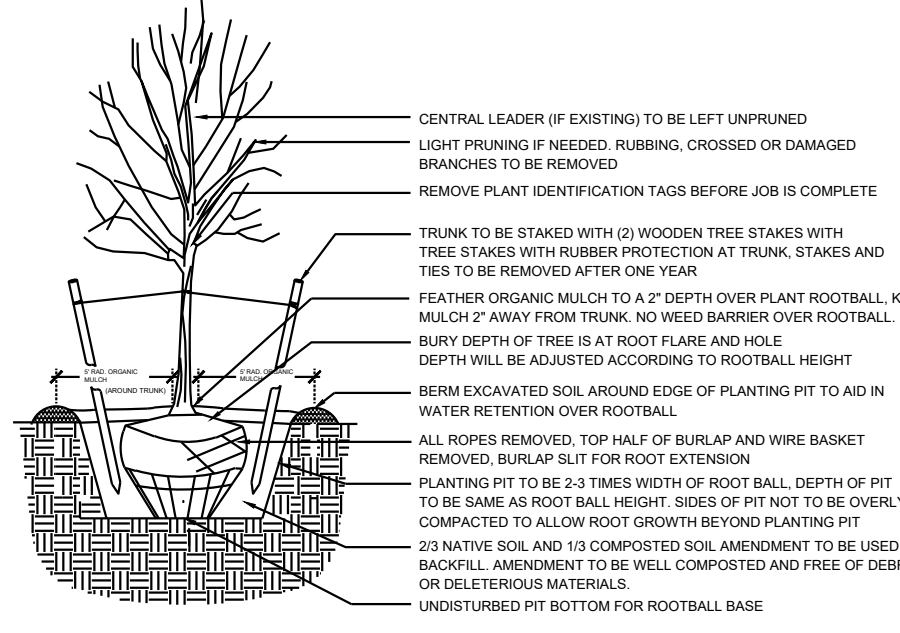 CENTRAL LEADER (IF EXISTING) TO BE LEFT UNPRUNED
LIGHT PRUNING IF NEEDED. RUBBING, CROSSED OR DAMAGED
BRANCHES TO BE REMOVED
REMOVE PLANT IDENTIFICATION TAGS BEFORE JOB IS COMPLETE
TRUNK TO BE STAKED WITH (2) WOODEN TREE STAKES WITH
TREE STAKES WITH RUBBER PROTECTION AT TRUNK, STAKES AND
TIES TO BE REMOVED AFTER ONE YEAR
FEATHER ORGANIC MULCH TO A 2" DEPTH OVER PLANT ROOTBALL,
MULCH 2" AWAY FROM TRUNK. NO WEED BARRIER OVER ROOTBALL.
BURY DEPTH OF TREE IS AT ROOT FLARE AND HOLE
DEPTH WILL BE ADJUSTED ACCORDING TO ROOTBALL HEIGHT
5' RAD. ORGANIC
MULCH
(AROUND TRUNK)
5' RAD. ORGANIC
MULCH
BERM EXCAVATED SOIL AROUND EDGE OF PLANTING PIT TO AID IN
WATER RETENTION OVER ROOTBALL
ALL ROPES REMOVED, TOP HALF OF BURLAP AND WIRE BASKET
REMOVED, BURLAP SLIT FOR ROOT EXTENSION
PLANTING PIT TO BE 2-3 TIMES WIDTH OF ROOT BALL, DEPTH OF PIT
TO BE SAME AS ROOT BALL HEIGHT. SIDES OF PIT NOT TO BE OVERLY
COMPACTED TO ALLOW ROOT GROWTH BEYOND PLANTING PIT
2/3 NATIVE SOIL AND 1/3 COMPOSTED SOIL AMENDMENT TO BE USED
BACKFILL. AMENDMENT TO BE WELL COMPOSTED AND FREE OF
OR DELETERIOUS MATERIALS.
UNDISTURBED PIT BOTTOM FOR ROOTBALL BASE